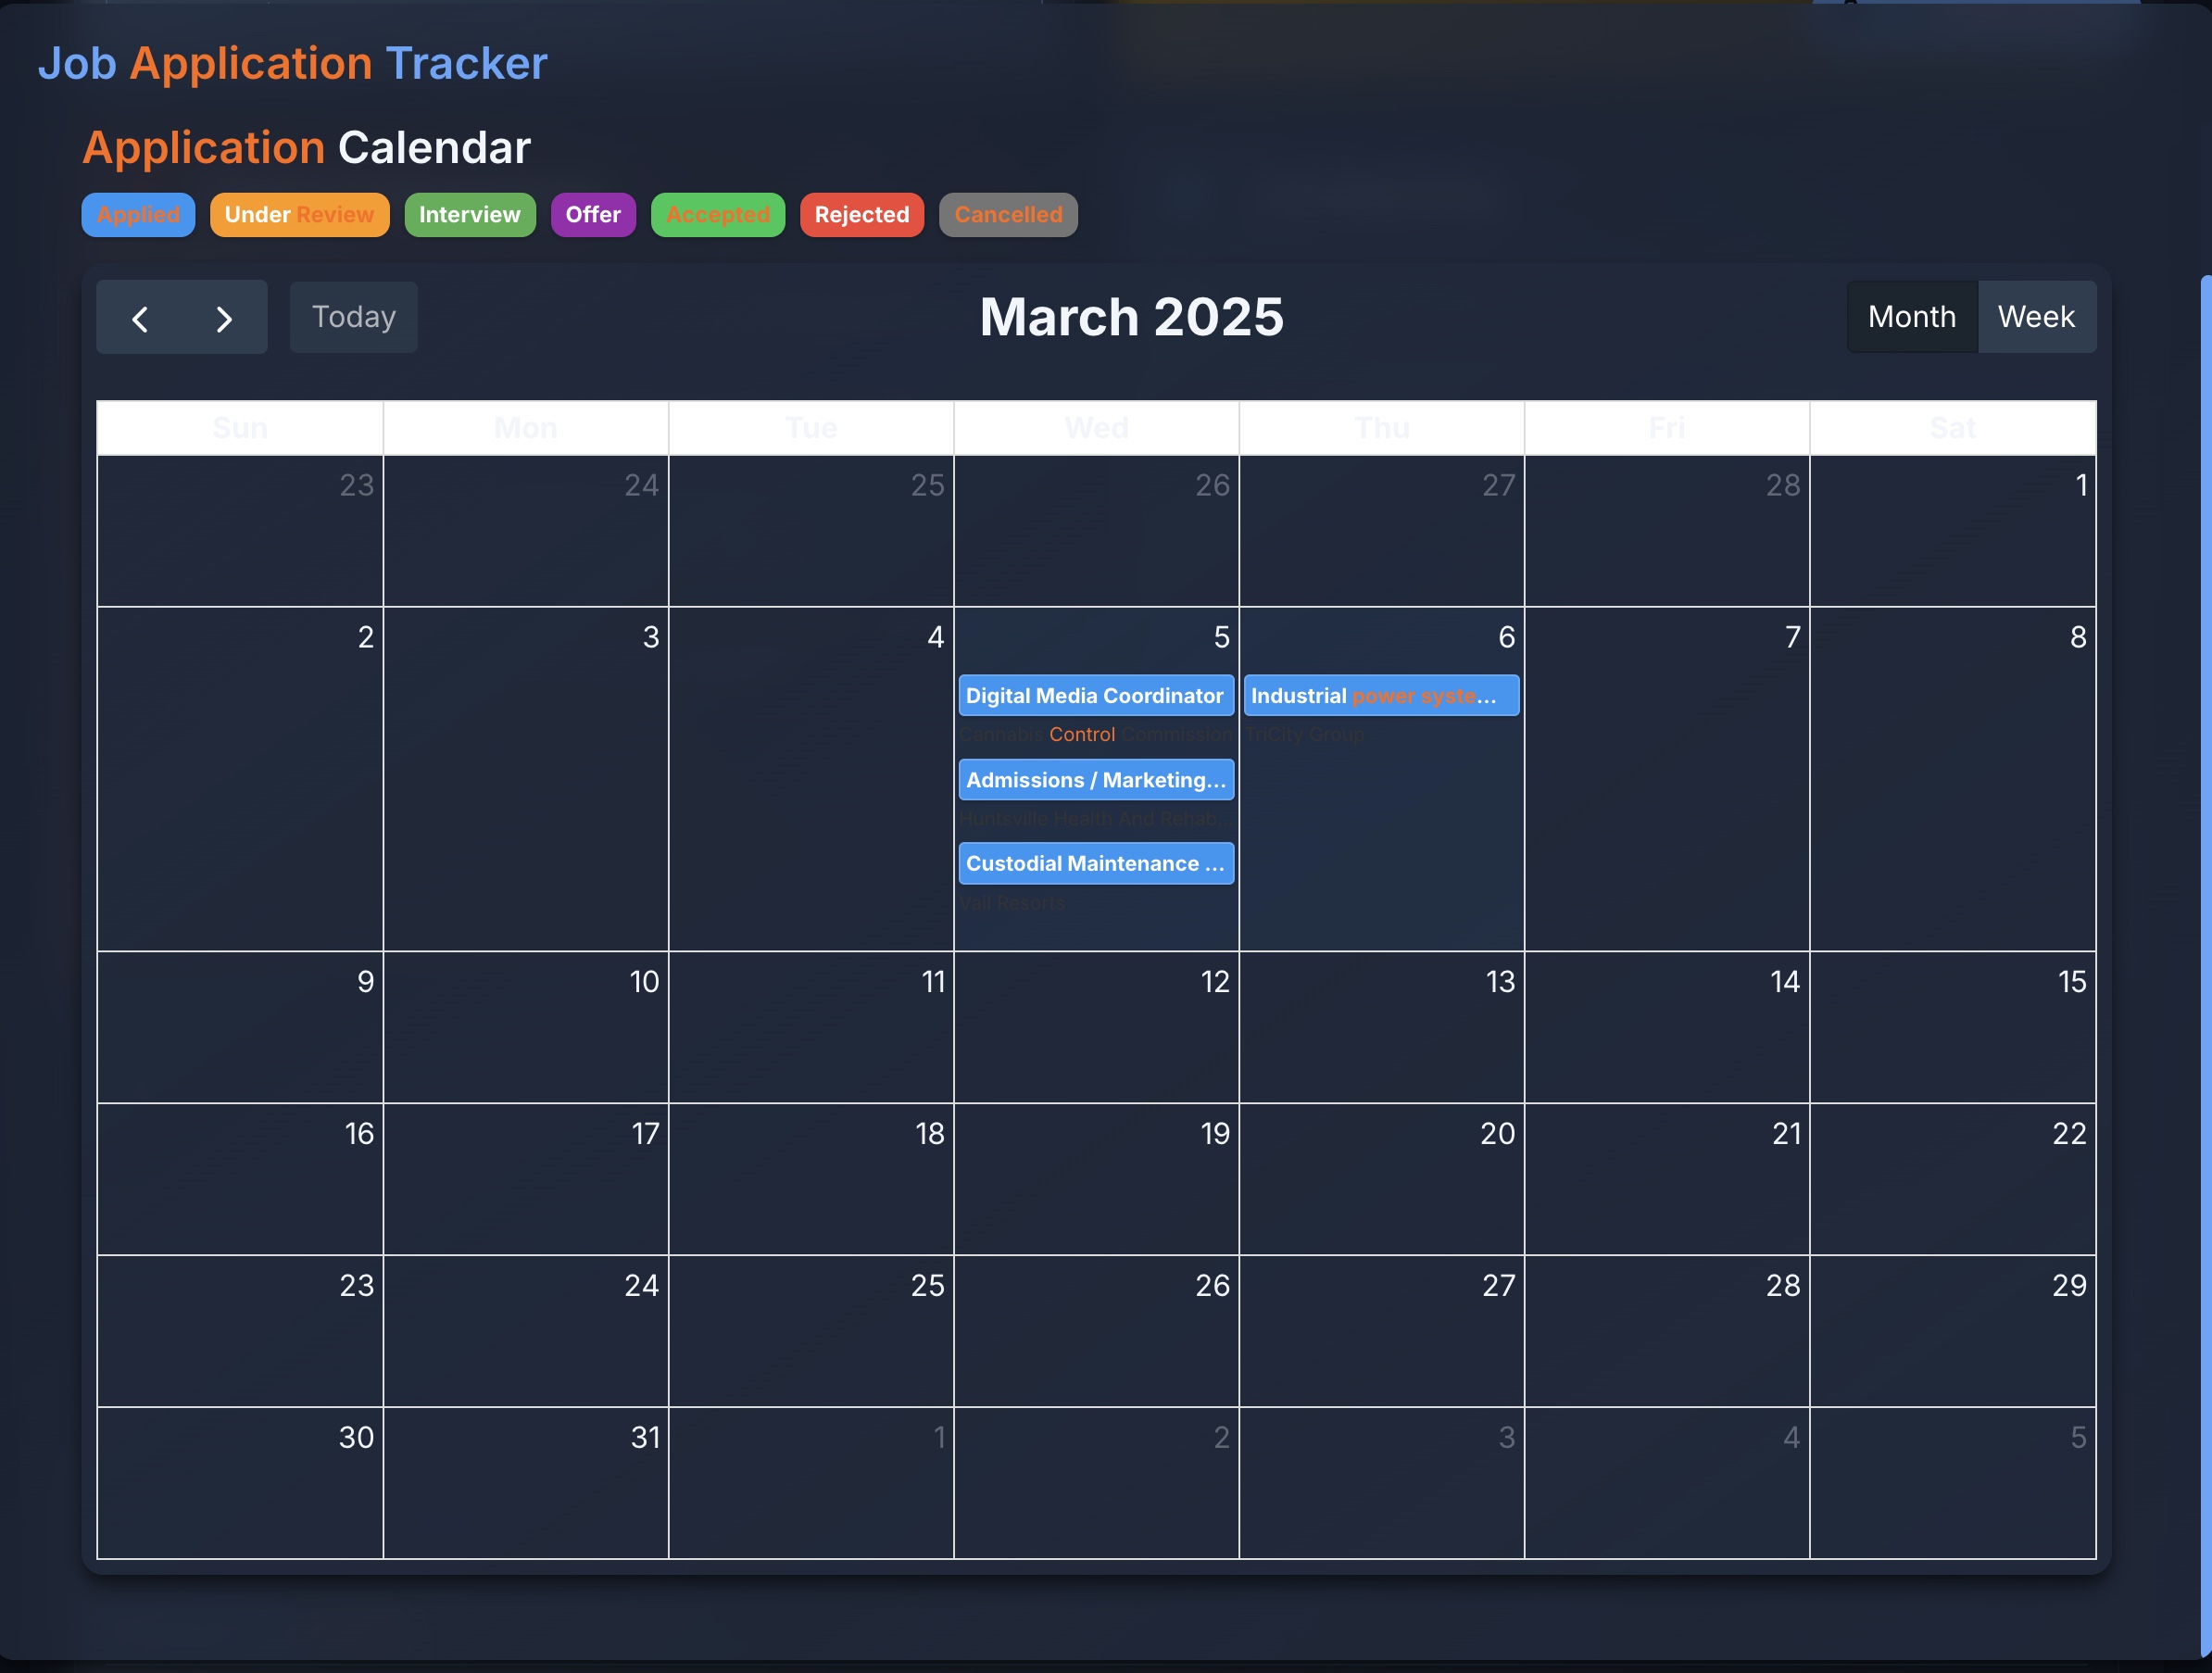 Job Application Tracker
Application Calendar
Applied Under Review Interview Offer Accepted Rejected Cancelled
Today March 2025 Month Week
Sun Mon Tue Wed Thu Fri Sat
23 24 25 26 27 28 1
2 3 4 5 6 7 8
Digital Media Coordinator Industrial power syste...
Cannabis Control Commission TriCity Group
Admissions / Marketing...
Huntsville Health And Rehab...
Custodial Maintenance ...
Vail Resorts
9 10 11 12 13 14 15
16 17 18 19 20 21 22
23 24 25 26 27 28 29
30 31 1 2 3 4 5